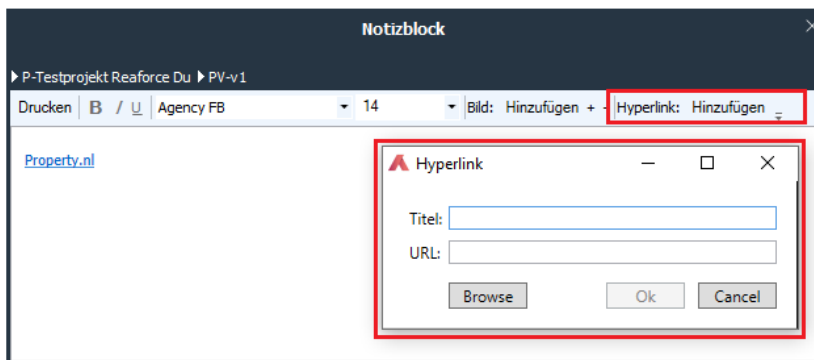 Notizblock
P-Testprojekt Reaforce Du PV-v1
Drucken B I U Agency FB 14 Bild: Hinzufügen + - Hyperlink: Hinzufügen
Property.nl
Hyperlink
Titel:
URL:
Browse Ok Cancel